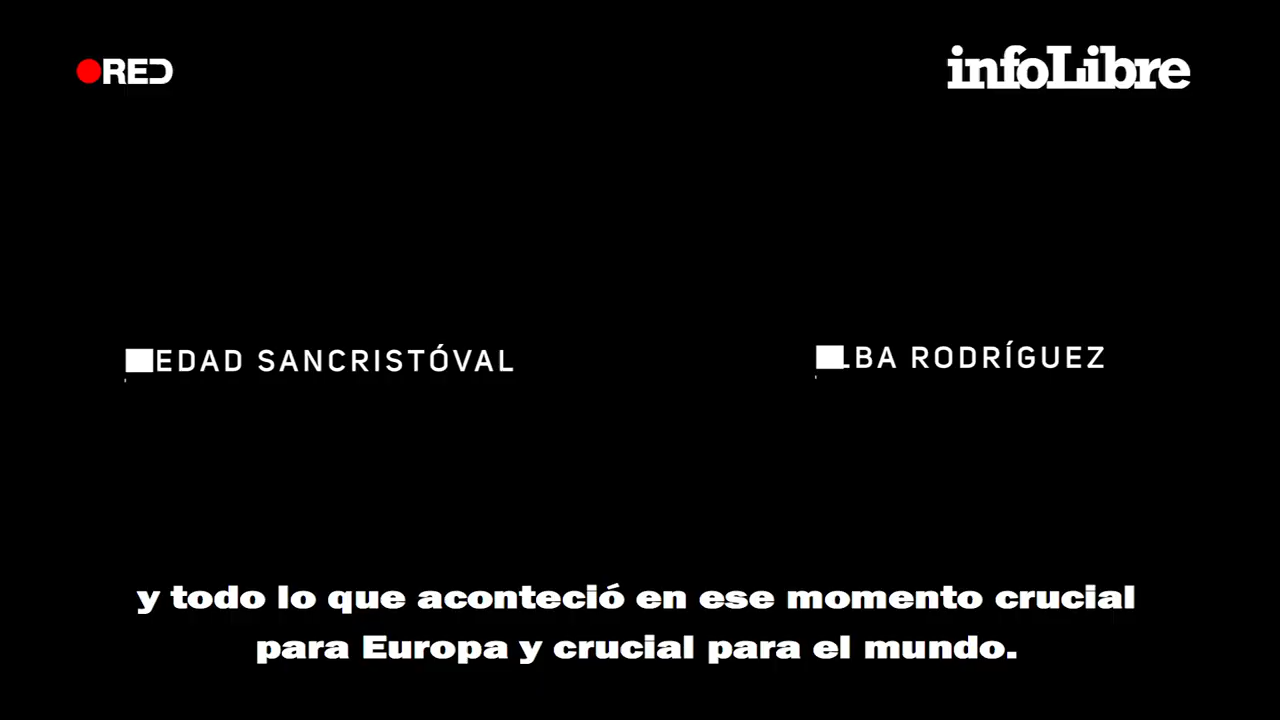 RED
infoLibre
EDAD SANCRISTÓVAL
LBA RODRÍGUEZ
y todo lo que aconteció en ese momento crucial
para Europa y crucial para el mundo.